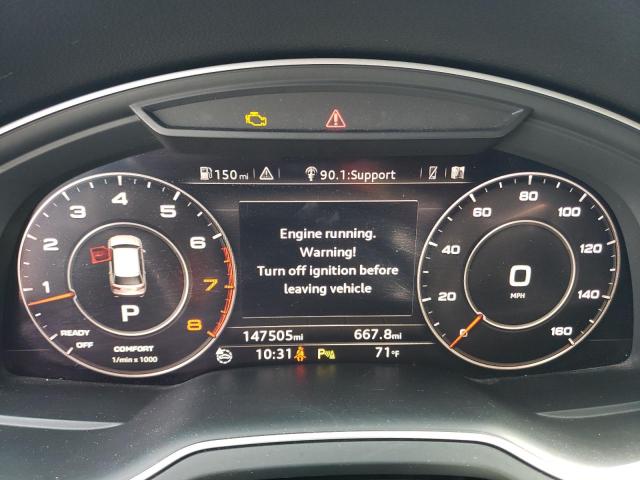 150 mi 90.1:Support
Engine running.
Warning!
Turn off ignition before
leaving vehicle
1 2 3 4 5 6 7 8
READY
OFF
P
COMFORT
1/min x 1000
0 20 40 60 80 100 120 140 160
0
MPH
147505mi 667.8mi
10:31 P 71°F